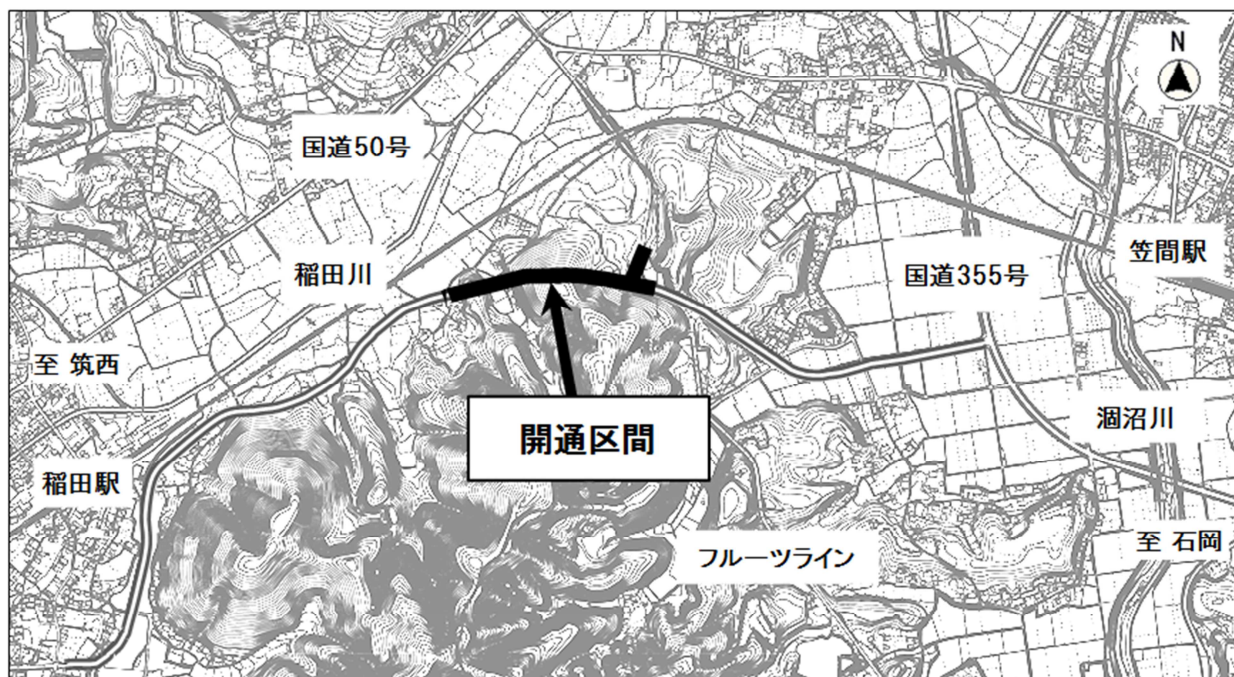 N
国道50号
笠間駅
稲田川
国道355号
至 筑西
涸沼川
開通区間
稲田駅
至 石岡
フルーツライン